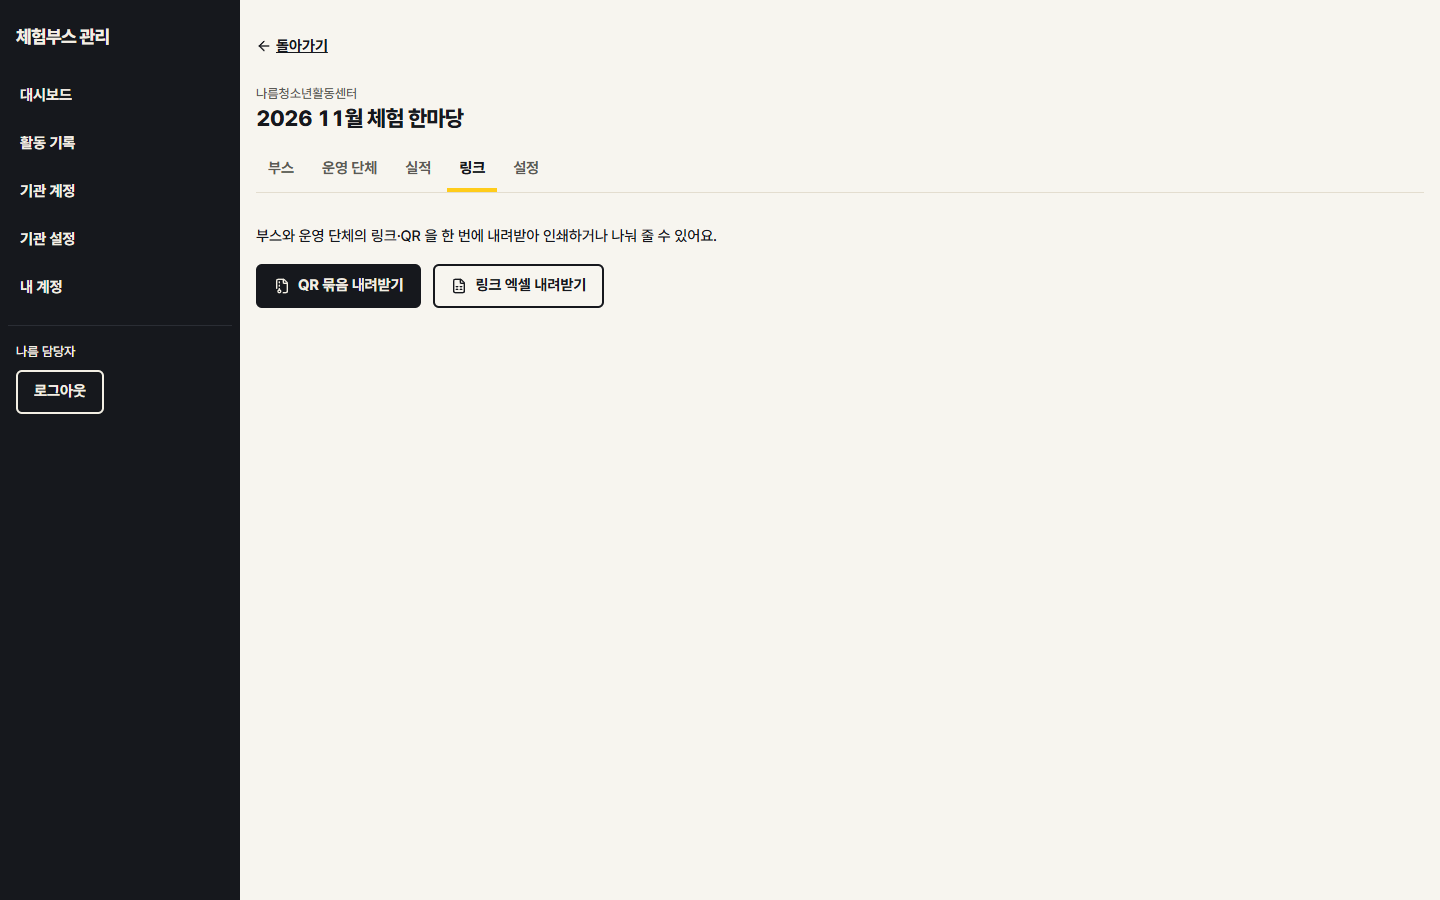 체험부스 관리
대시보드
활동 기록
기관 계정
기관 설정
내 계정
나름 담당자
로그아웃
돌아가기
나름청소년활동센터
2026 11월 체험 한마당
부스 운영 단체 실적 링크 설정
부스와 운영 단체의 링크·QR 을 한 번에 내려받아 인쇄하거나 나눠 줄 수 있어요.
QR 묶음 내려받기 링크 엑셀 내려받기